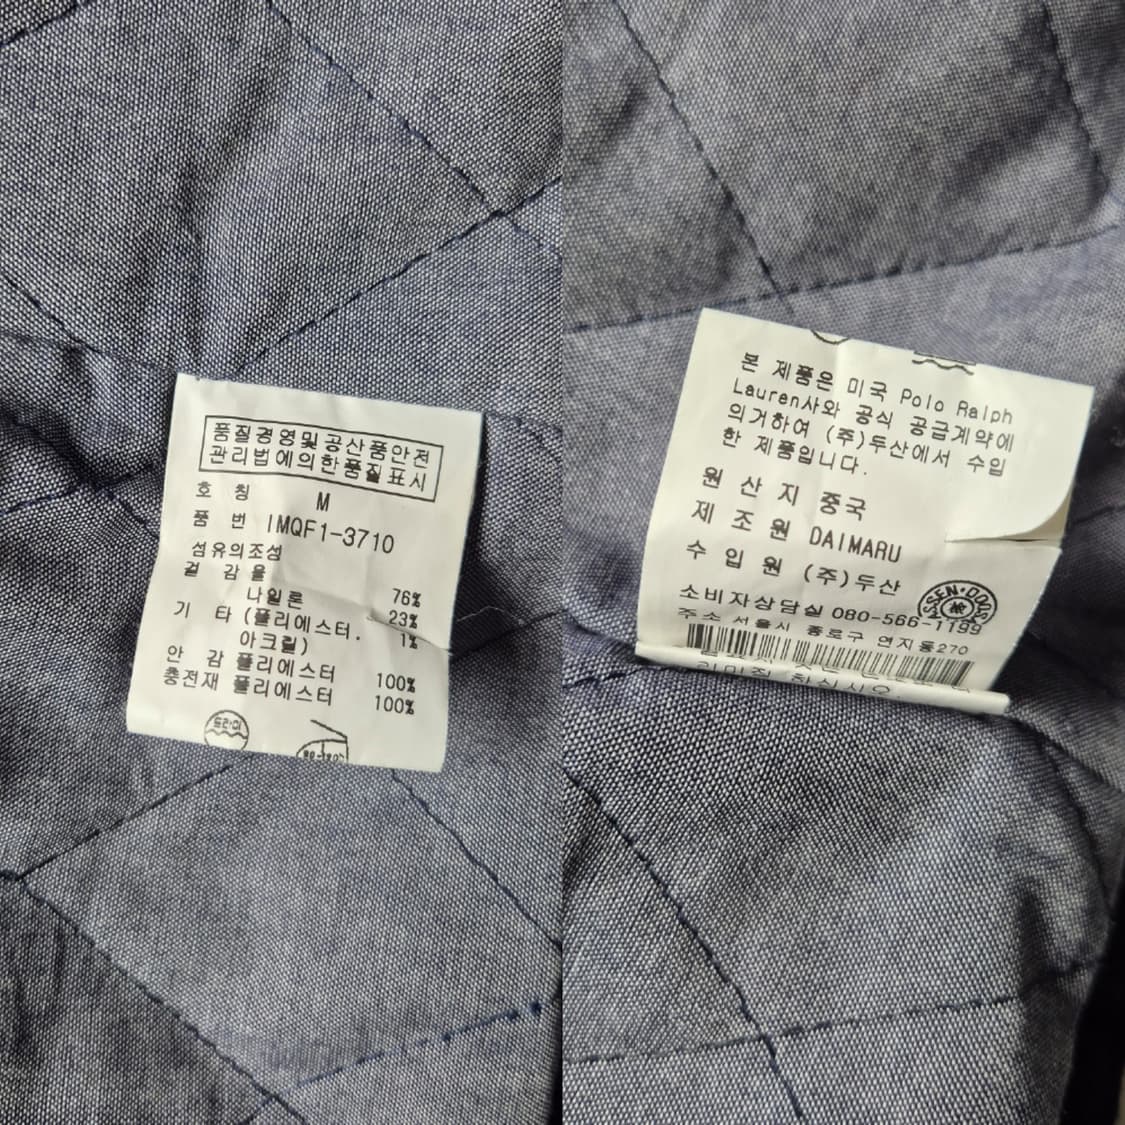 품질경영및공산품안전
관리법에의한품질표시
호 칭 M
품 번 IMQF1-3710
섬유의조성
겉 감 울
나일론 76%
기 타 (폴리에스터. 23%
아크릴) 1%
안 감 폴리에스터 100%
충전재 폴리에스터 100%
드라이
본 제품은 미국 Polo Ralph
Lauren사와 공식 공급계약에
의거하여 (주)두산에서 수입
한 제품입니다.
원 산 지 중국
제 조 원 DAIMARU
수 입 원 (주)두산
소비자상담실 080-566-1199
주소 서울시 종로구 연지동270